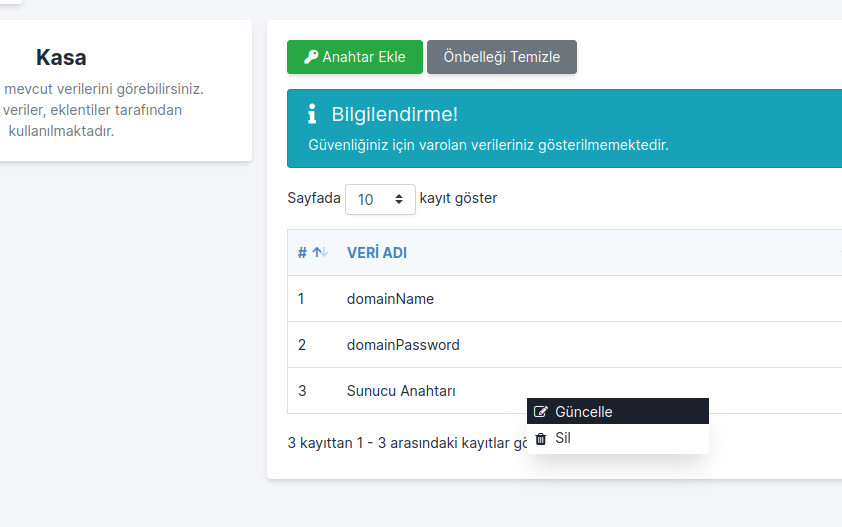 Kasa
mevcut verilerini görebilirsiniz.
veriler, eklentiler tarafından
kullanılmaktadır.
Anahtar Ekle
Önbelleği Temizle
Bilgilendirme!
Güvenliğiniz için varolan verileriniz gösterilmemektedir.
Sayfada 10 kayıt göster
# VERİ ADI
1 domainName
2 domainPassword
3 Sunucu Anahtarı
Güncelle
Sil
3 kayıttan 1 - 3 arasındaki kayıtlar